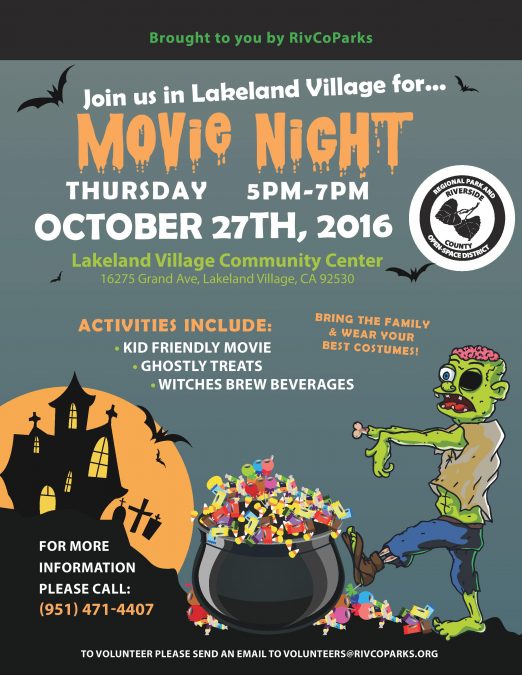 Brought to you by RivCoParks
Join us in Lakeland Village for...
MOVie NiGHT
THURSDAY 5PM-7PM
OCTOBER 27TH, 2016
REGIONAL PARK AND
RIVERSIDE
COUNTY
OPEN-SPACE DISTRICT
Lakeland Village Community Center
16275 Grand Ave, Lakeland Village, CA 92530
ACTIVITIES INCLUDE:
• KID FRIENDLY MOVIE
• GHOSTLY TREATS
• WITCHES BREW BEVERAGES
BRING THE FAMILY
& WEAR YOUR
BEST COSTUMES!
FOR MORE
INFORMATION
PLEASE CALL:
(951) 471-4407
TO VOLUNTEER PLEASE SEND AN EMAIL TO VOLUNTEERS@RIVCOPARKS.ORG